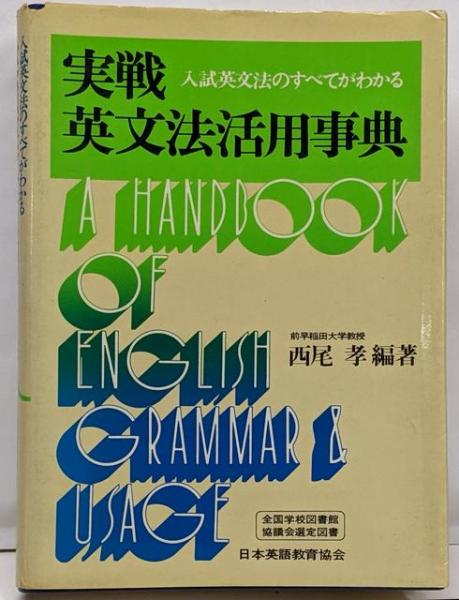 入試英文法のすべてがわかる
実戦 入試英文法のすべてがわかる
英文法活用事典
A HANDBOOK
OF
ENGLISH
GRAMMAR &
USAGE
前早稲田大学教授
西尾 孝 編著
全国学校図書館
協議会選定図書
日本英語教育協会